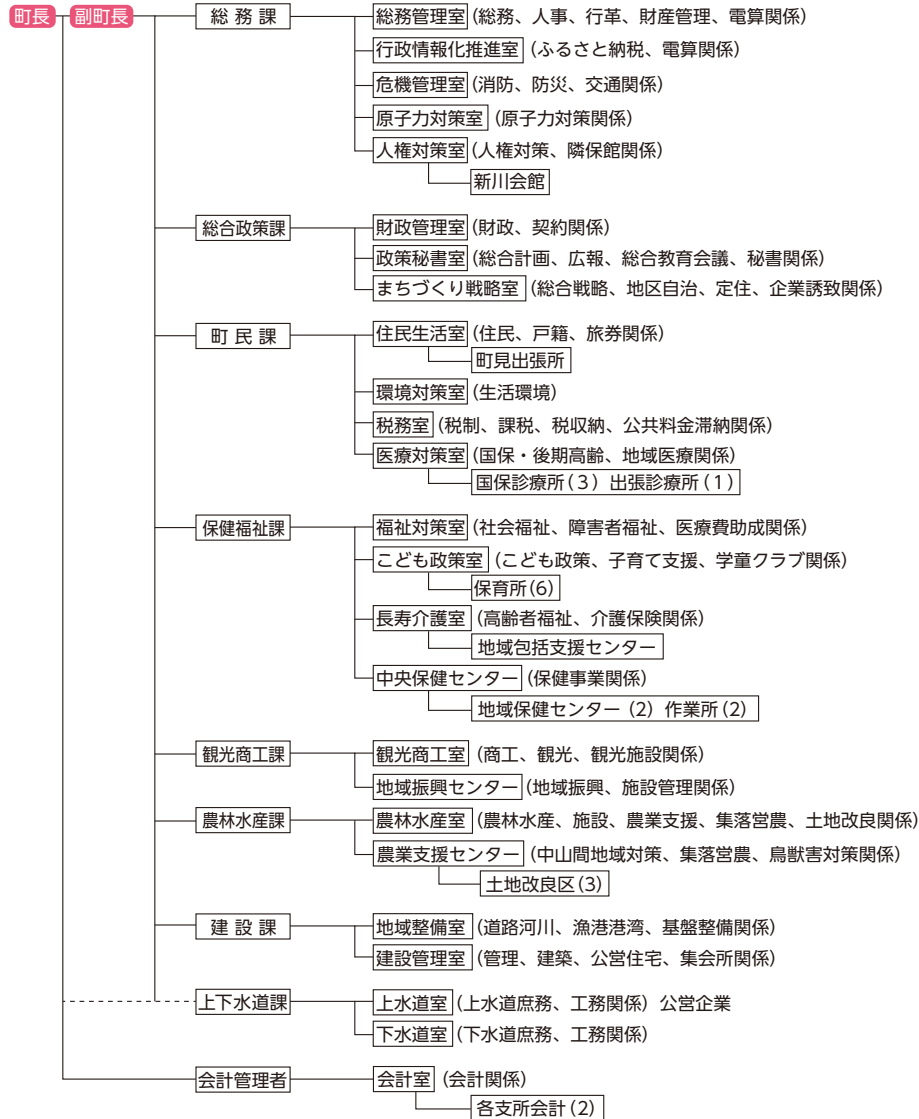 町長 副町長 総務課 総務管理室 (総務、人事、行革、財産管理、電算関係)
行政情報化推進室 (ふるさと納税、電算関係)
危機管理室 (消防、防災、交通関係)
原子力対策室 (原子力対策関係)
人権対策室 (人権対策、隣保館関係)
新川会館
総合政策課 財政管理室 (財政、契約関係)
政策秘書室 (総合計画、広報、総合教育会議、秘書関係)
まちづくり戦略室 (総合戦略、地区自治、定住、企業誘致関係)
町民課 住民生活室 (住民、戸籍、旅券関係)
町見出張所
環境対策室 (生活環境)
税務室 (税制、課税、税収納、公共料金滞納関係)
医療対策室 (国保・後期高齢、地域医療関係)
国保診療所(3) 出張診療所(1)
保健福祉課 福祉対策室 (社会福祉、障害者福祉、医療費助成関係)
こども政策室 (こども政策、子育て支援、学童クラブ関係)
保育所(6)
長寿介護室 (高齢者福祉、介護保険関係)
地域包括支援センター
中央保健センター (保健事業関係)
地域保健センター (2) 作業所(2)
観光商工課 観光商工室 (商工、観光、観光施設関係)
地域振興センター (地域振興、施設管理関係)
農林水産課 農林水産室 (農林水産、施設、農業支援、集落営農、土地改良関係)
農業支援センター (中山間地域対策、集落営農、鳥獣害対策関係)
土地改良区(3)
建設課 地域整備室 (道路河川、漁港港湾、基盤整備関係)
建設管理室 (管理、建築、公営住宅、集会所関係)
上下水道課 上水道室 (上水道庶務、工務関係) 公営企業
下水道室 (下水道庶務、工務関係)
会計管理者 会計室 (会計関係)
各支所会計(2)